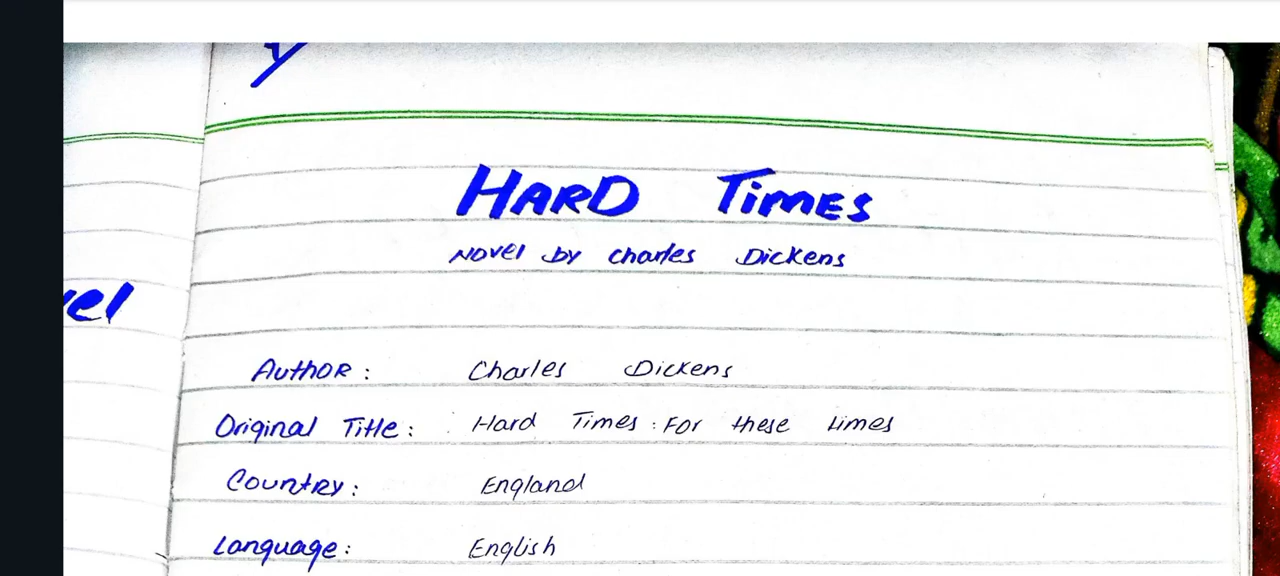 HARD TiMES
Novel by Charles Dickens
AuthOR : Charles Dickens
Original Title : Hard Times : For these times
Country : England
Language : English